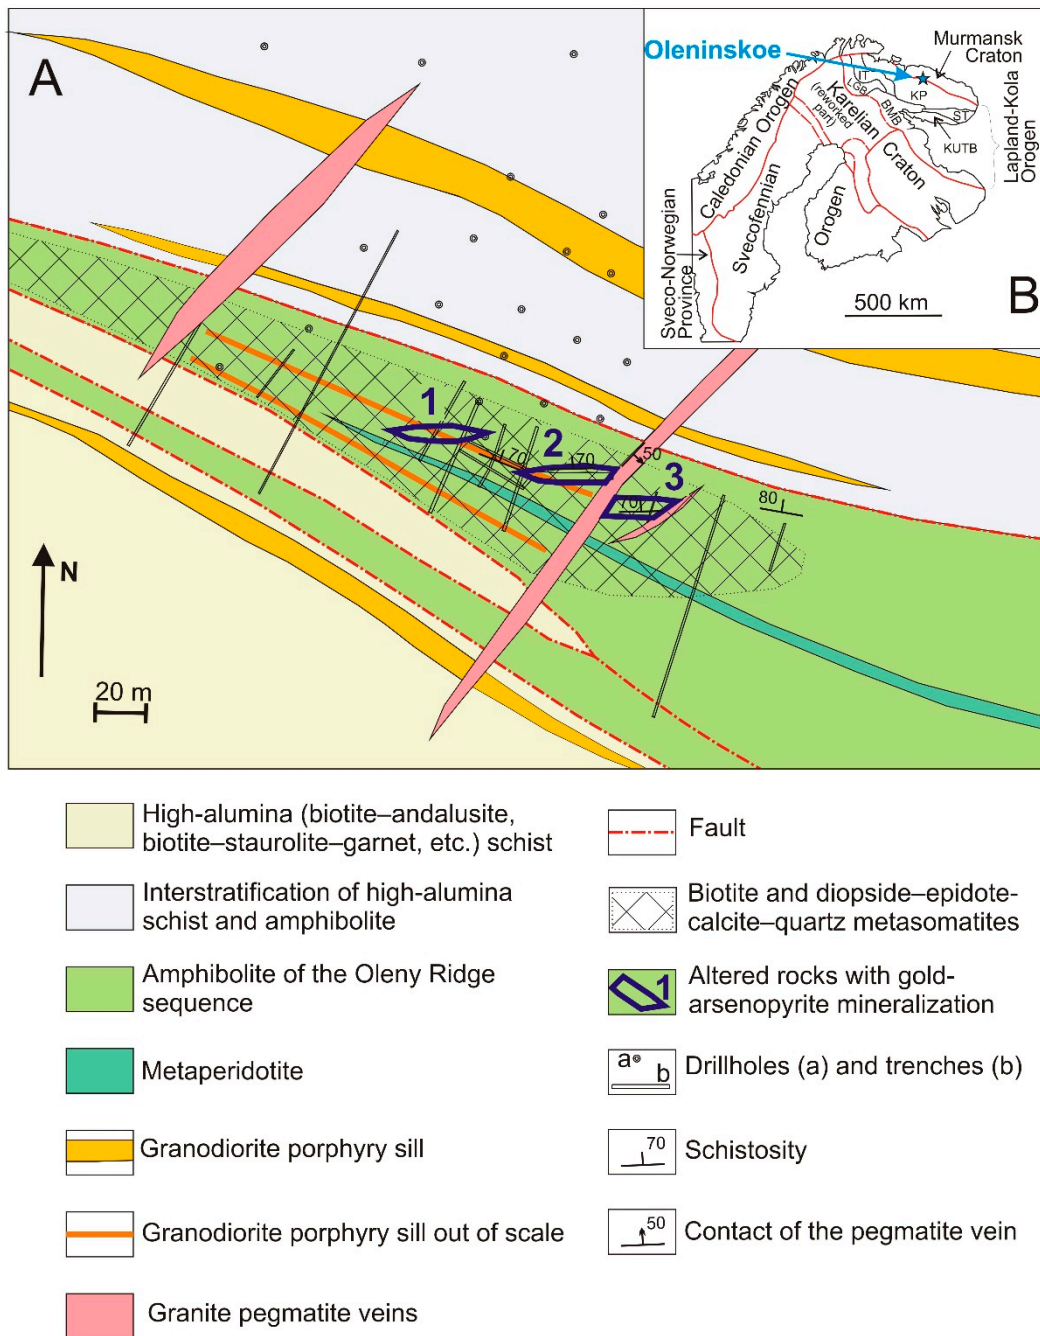 A
Oleninskoe
Murmansk
Craton
IT
LGB
KP
BMB
ST
KUTB
Karelian
(reworked
part)
Craton
Caledonian Orogen
Svecofennian
Orogen
Lapland-Kola
Orogen
Sveco-Norwegian
Province
500 km
B
1
2
3
70
70
70
50
80
N
20 m
High-alumina (biotite–andalusite,
biotite–staurolite–garnet, etc.) schist
Interstratification of high-alumina
schist and amphibolite
Amphibolite of the Oleny Ridge
sequence
Metaperidotite
Granodiorite porphyry sill
Granodiorite porphyry sill out of scale
Granite pegmatite veins
Fault
Biotite and diopside–epidote-
calcite–quartz metasomatites
1
Altered rocks with gold-
arsenopyrite mineralization
a
b
Drillholes (a) and trenches (b)
70
Schistosity
50
Contact of the pegmatite vein